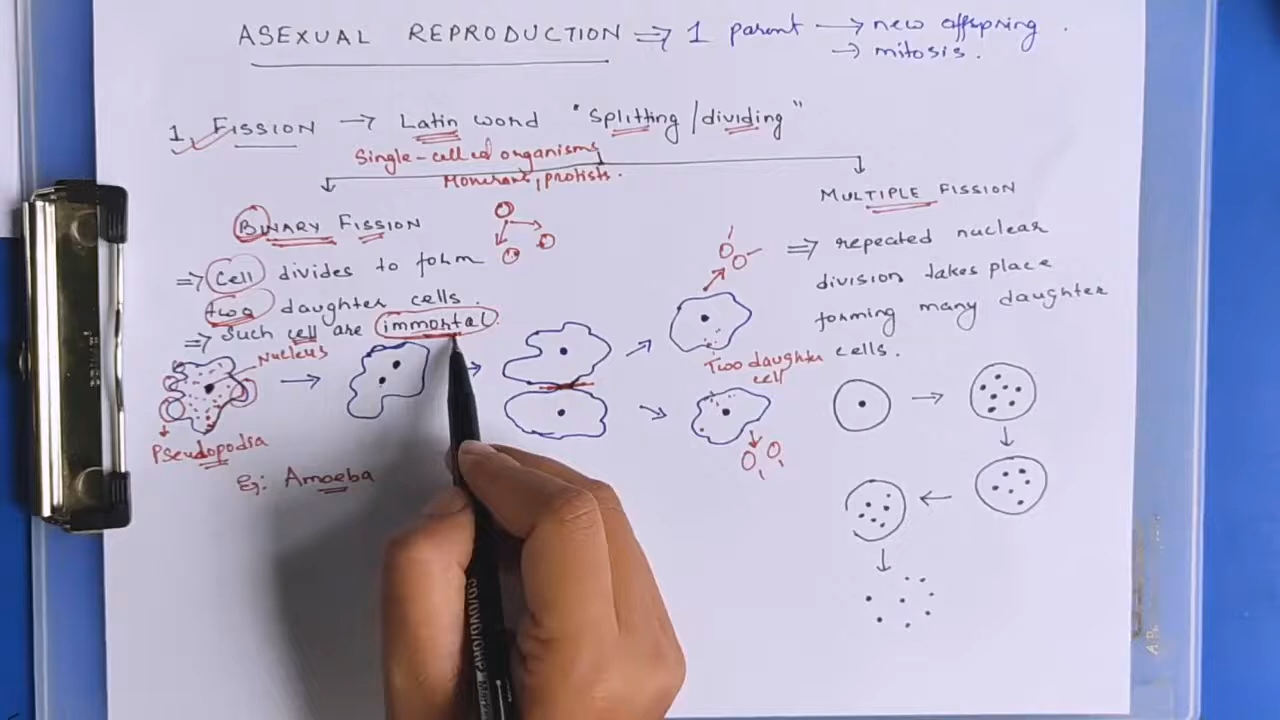 ASEXUAL REPRODUCTION ⇒ 1 parent → new offspring.
→ mitosis.
1. FISSION → Latin word "Splitting/dividing"
Single-celled organisms
Monerans, protists.
BINARY FISSION
⇒ Cell divides to form
two daughter cells.
⇒ Such cell are immortal.
Nucleus
Pseudopodia
Eg: Amoeba
Two daughter
cell
MULTIPLE FISSION
⇒ repeated nuclear
division takes place
forming many daughter
cells.